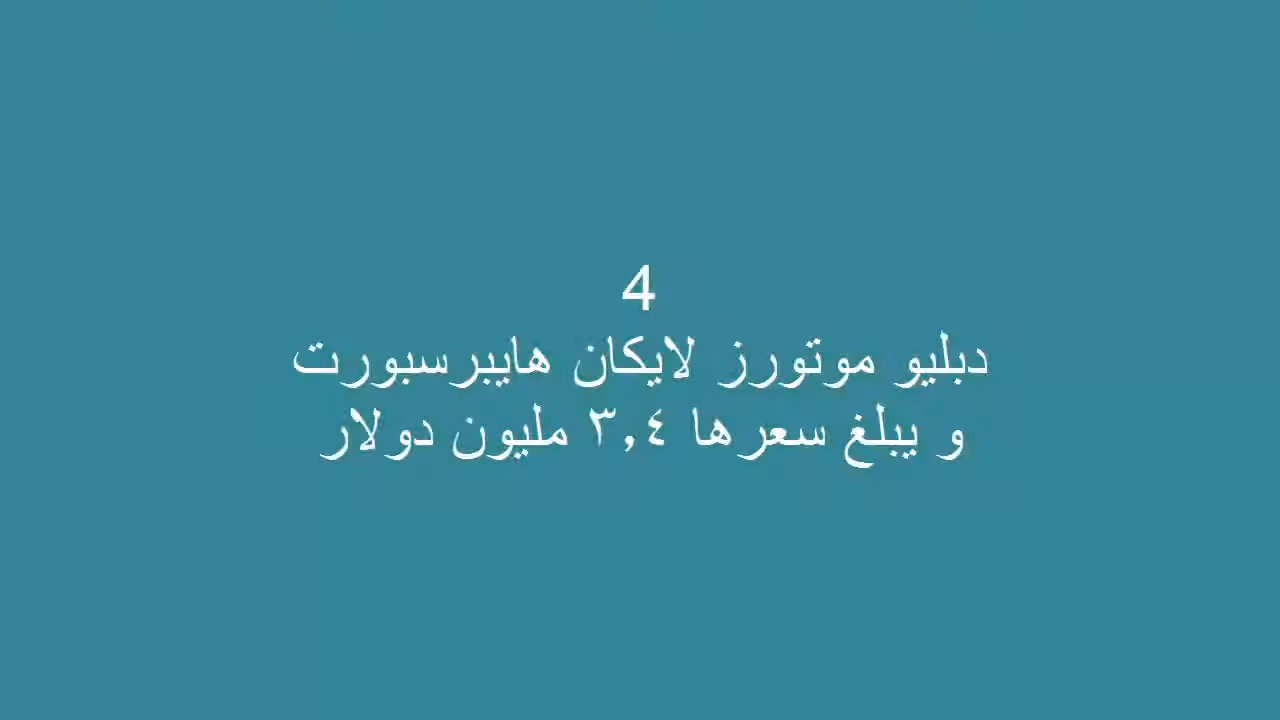 4
دبليو موتورز لايكان هايبرسبورت
و يبلغ سعرها ٣,٤ مليون دولار